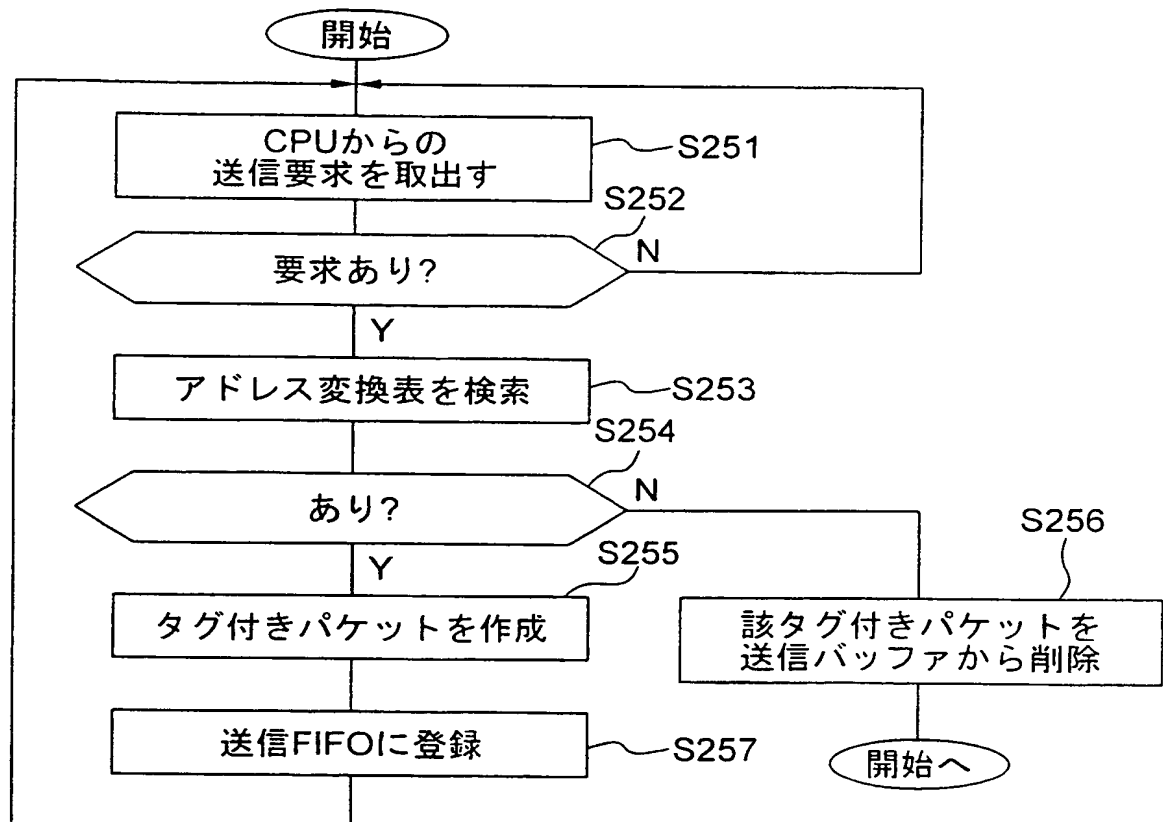 開始
CPUからの
送信要求を取出す
S251
S252
要求あり?
N
Y
アドレス変換表を検索
S253
S254
あり?
N
Y
S255
タグ付きパケットを作成
S256
該タグ付きパケットを
送信バッファから削除
送信FIFOに登録
S257
開始へ